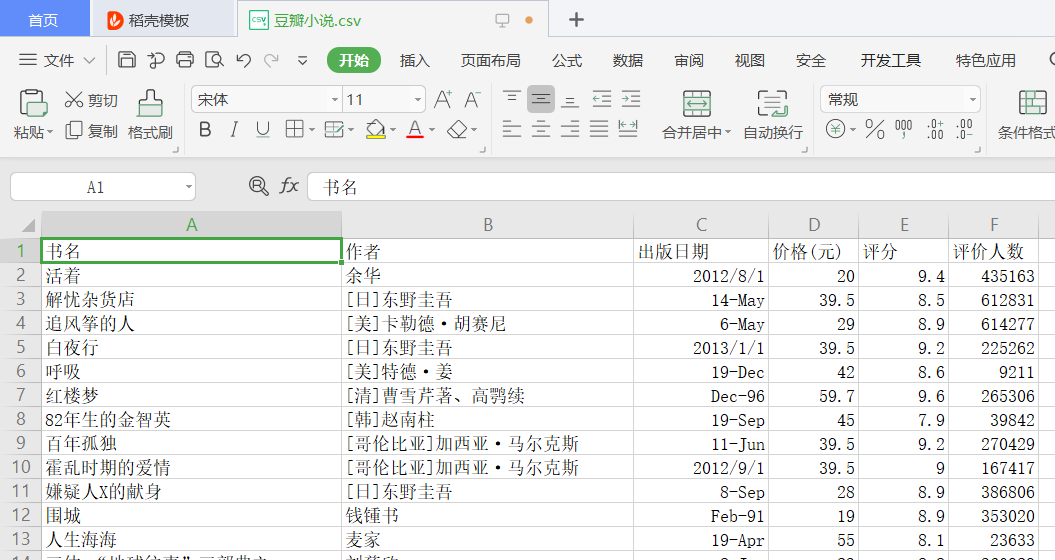 首页 稻壳模板 CSV 豆瓣小说.csv +
文件 开始 插入 页面布局 公式 数据 审阅 视图 安全 开发工具 特色应用
粘贴 剪切 复制 格式刷 宋体 11 A+ A- 合并居中 自动换行 常规 条件格式
B I U A ¥ % 000 .00 .00
A1 fx 书名
A B C D E F
1 书名 作者 出版日期 价格(元) 评分 评价人数
2 活着 余华 2012/8/1 20 9.4 435163
3 解忧杂货店 [日]东野圭吾 14-May 39.5 8.5 612831
4 追风筝的人 [美]卡勒德·胡赛尼 6-May 29 8.9 614277
5 白夜行 [日]东野圭吾 2013/1/1 39.5 9.2 225262
6 呼吸 [美]特德·姜 19-Dec 42 8.6 9211
7 红楼梦 [清]曹雪芹著、高鹗续 Dec-96 59.7 9.6 265306
8 82年生的金智英 [韩]赵南柱 19-Sep 45 7.9 39842
9 百年孤独 [哥伦比亚]加西亚·马尔克斯 11-Jun 39.5 9.2 270429
10 霍乱时期的爱情 [哥伦比亚]加西亚·马尔克斯 2012/9/1 39.5 9 167417
11 嫌疑人X的献身 [日]东野圭吾 8-Sep 28 8.9 386806
12 围城 钱锺书 Feb-91 19 8.9 353020
13 人生海海 麦家 19-Apr 55 8.1 23633